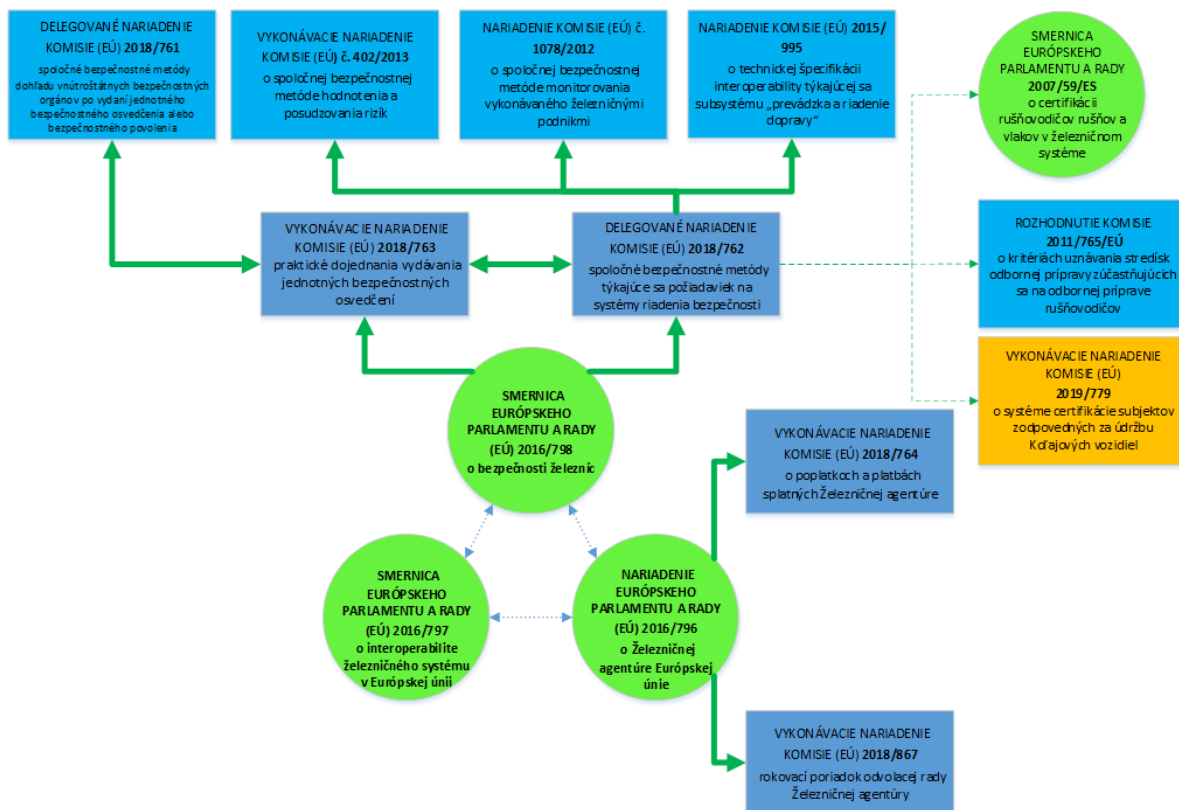 DELEGOVANÉ NARIADENIE
KOMISIE (EÚ) 2018/761
spoločné bezpečnostné metódy
dohľadu vnútroštátnych bezpečnostných
orgánov po vydaní jednotného
bezpečnostného osvedčenia alebo
bezpečnostného povolenia
VYKONÁVACIE NARIADENIE
KOMISIE (EÚ) č. 402/2013
o spoločnej bezpečnostnej
metóde hodnotenia a
posudzovania rizík
NARIADENIE KOMISIE (EÚ) č.
1078/2012
o spoločnej bezpečnostnej
metóde monitorovania
vykonávaného železničnými
podnikmi
NARIADENIE KOMISIE (EÚ) 2015/
995
o technickej špecifikácii
interoperability týkajúcej sa
subsystému „prevádzka a riadenie
dopravy“
SMERNICA
EURÓPSKEHO
PARLAMENTU A RADY
2007/59/ES
o certifikácii
rušňovodičov rušňov a
vlakov v železničnom
systéme
VYKONÁVACIE NARIADENIE
KOMISIE (EÚ) 2018/763
praktické dojednania vydávania
jednotných bezpečnostných
osvedčení
DELEGOVANÉ NARIADENIE
KOMISIE (EÚ) 2018/762
spoločné bezpečnostné metódy
týkajúce sa požiadaviek na
systémy riadenia bezpečnosti
ROZHODNUTIE KOMISIE
2011/765/EÚ
o kritériách uznávania stredísk
odbornej prípravy zúčastňujúcich
sa na odbornej príprave
rušňovodičov
VYKONÁVACIE NARIADENIE
KOMISIE (EÚ)
2019/779
o systéme certifikácie subjektov
zodpovedných za údržbu
Koľajových vozidiel
SMERNICA
EURÓPSKEHO
PARLAMENTU A RADY
(EÚ) 2016/798
o bezpečnosti železníc
VYKONÁVACIE NARIADENIE
KOMISIE (EÚ) 2018/764
o poplatkoch a platbách
splatných Železničnej agentúre
SMERNICA
EURÓPSKEHO
PARLAMENTU A RADY
(EÚ) 2016/797
o interoperabilite
železničného systému
v Európskej únii
NARIADENIE
EURÓPSKEHO
PARLAMENTU A RADY
(EÚ) 2016/796
o Železničnej
agentúre Európskej
únie
VYKONÁVACIE NARIADENIE
KOMISIE (EÚ) 2018/867
rokovací poriadok odvolacej rady
Železničnej agentúry